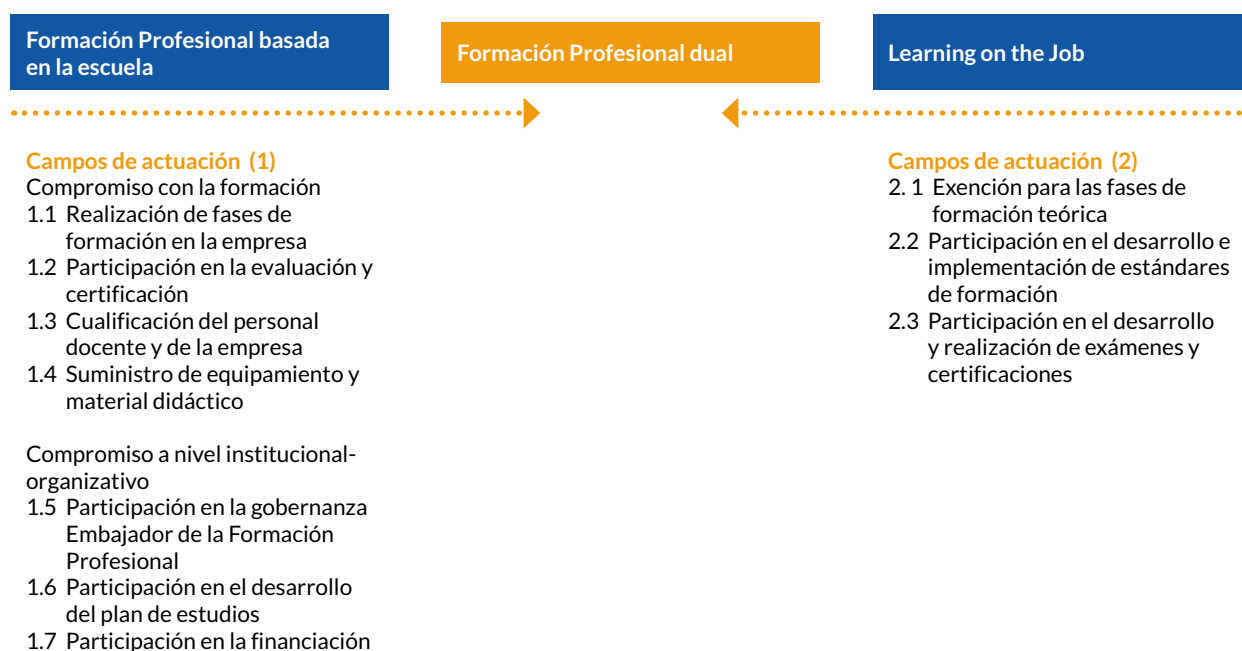 Formación Profesional basada
en la escuela
Formación Profesional dual
Learning on the Job
Campos de actuación (1)
Compromiso con la formación
1.1 Realización de fases de
formación en la empresa
1.2 Participación en la evaluación y
certificación
1.3 Cualificación del personal
docente y de la empresa
1.4 Suministro de equipamiento y
material didáctico
Compromiso a nivel institucional-
organizativo
1.5 Participación en la gobernanza
Embajador de la Formación
Profesional
1.6 Participación en el desarrollo
del plan de estudios
1.7 Participación en la financiación
Campos de actuación (2)
2. 1 Exención para las fases de
formación teórica
2.2 Participación en el desarrollo e
implementación de estándares
de formación
2.3 Participación en el desarrollo
y realización de exámenes y
certificaciones